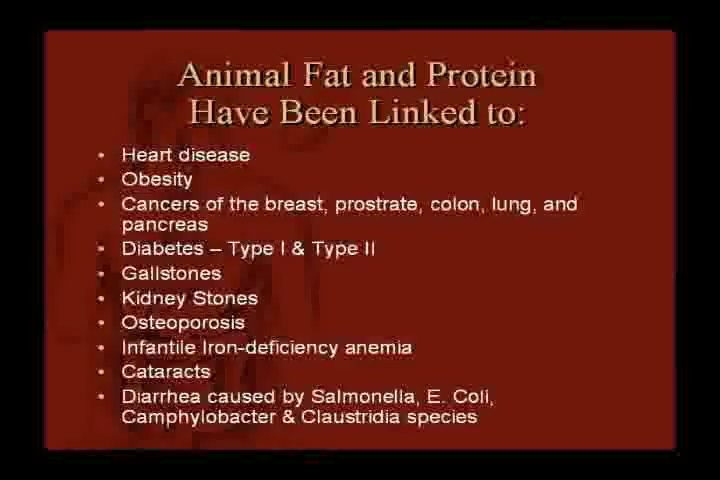 Animal Fat and Protein
Have Been Linked to:
• Heart disease
• Obesity
• Cancers of the breast, prostrate, colon, lung, and
pancreas
• Diabetes – Type I & Type II
• Gallstones
• Kidney Stones
• Osteoporosis
• Infantile Iron-deficiency anemia
• Cataracts
• Diarrhea caused by Salmonella, E. Coli,
Camphylobacter & Claustridia species